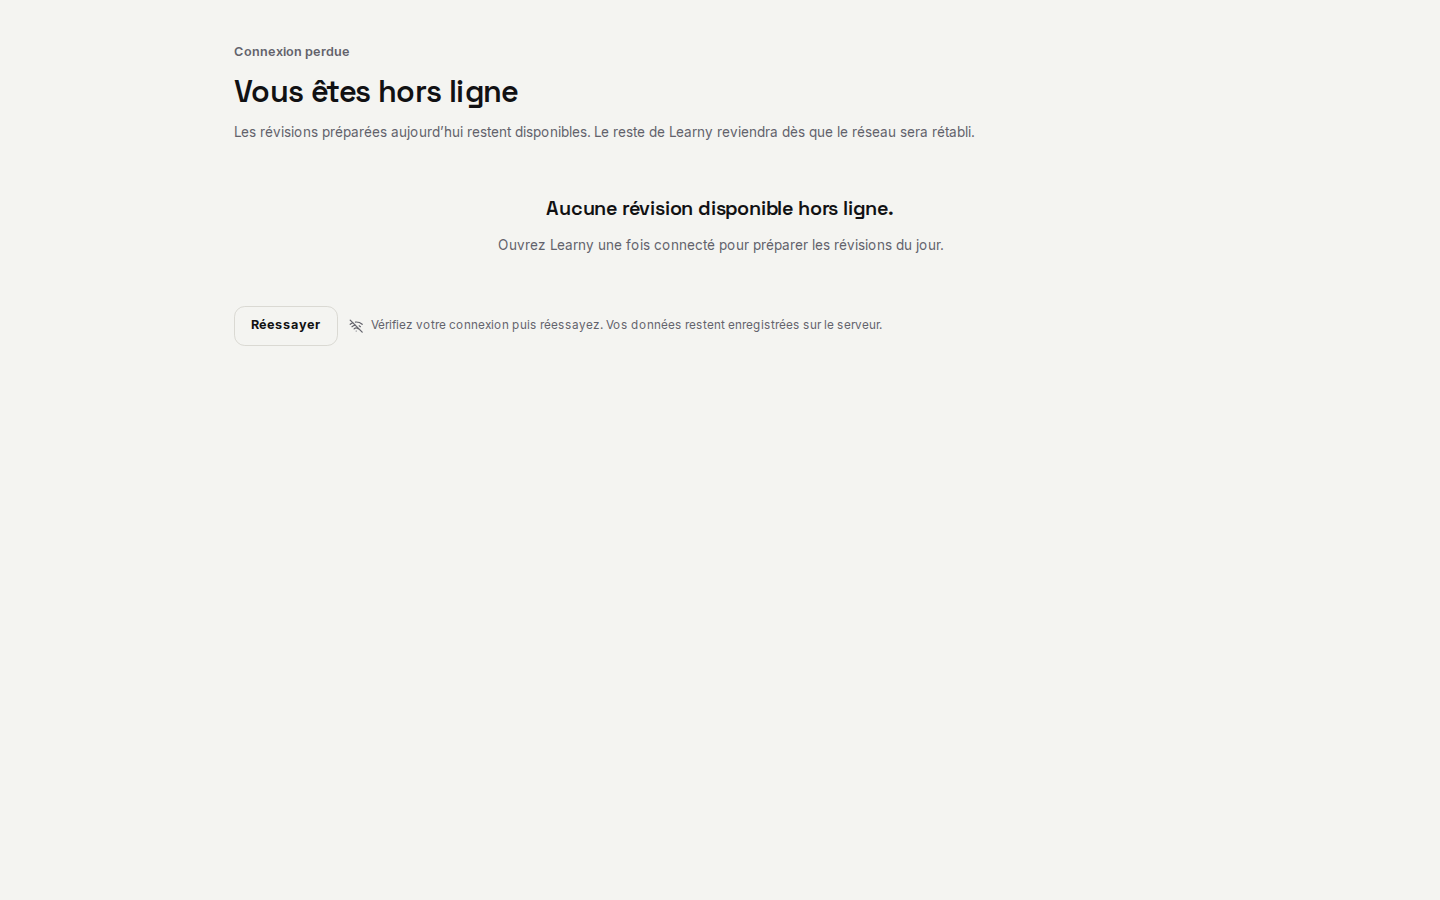 Connexion perdue
Vous êtes hors ligne
Les révisions préparées aujourd’hui restent disponibles. Le reste de Learny reviendra dès que le réseau sera rétabli.
Aucune révision disponible hors ligne.
Ouvrez Learny une fois connecté pour préparer les révisions du jour.
Réessayer
Vérifiez votre connexion puis réessayez. Vos données restent enregistrées sur le serveur.